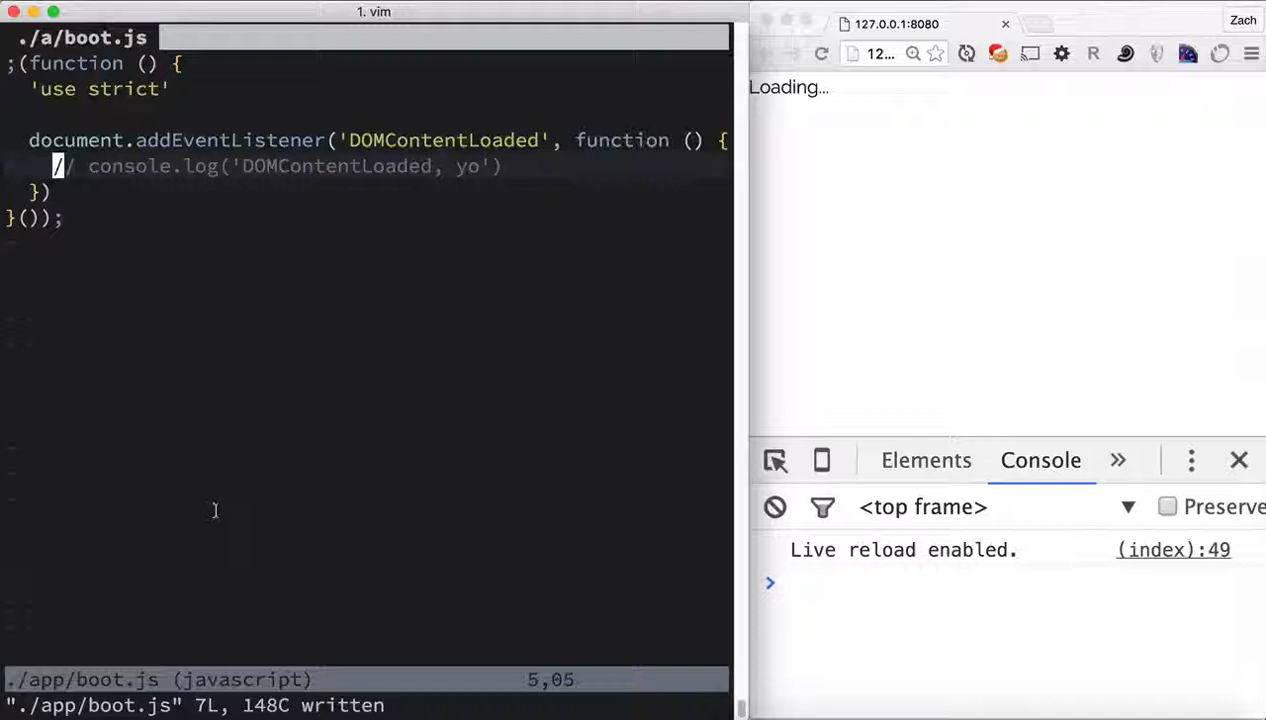 1. vim
./a/boot.js
;(function () {
'use strict'
document.addEventListener('DOMContentLoaded', function () {
// console.log('DOMContentLoaded, yo')
})
}());
./app/boot.js (javascript) 5,05
"./app/boot.js" 7L, 148C written
127.0.0.1:8080
Zach
12...
R
Loading...
Elements
Console
<top frame>
Preserve
Live reload enabled.
(index):49
>